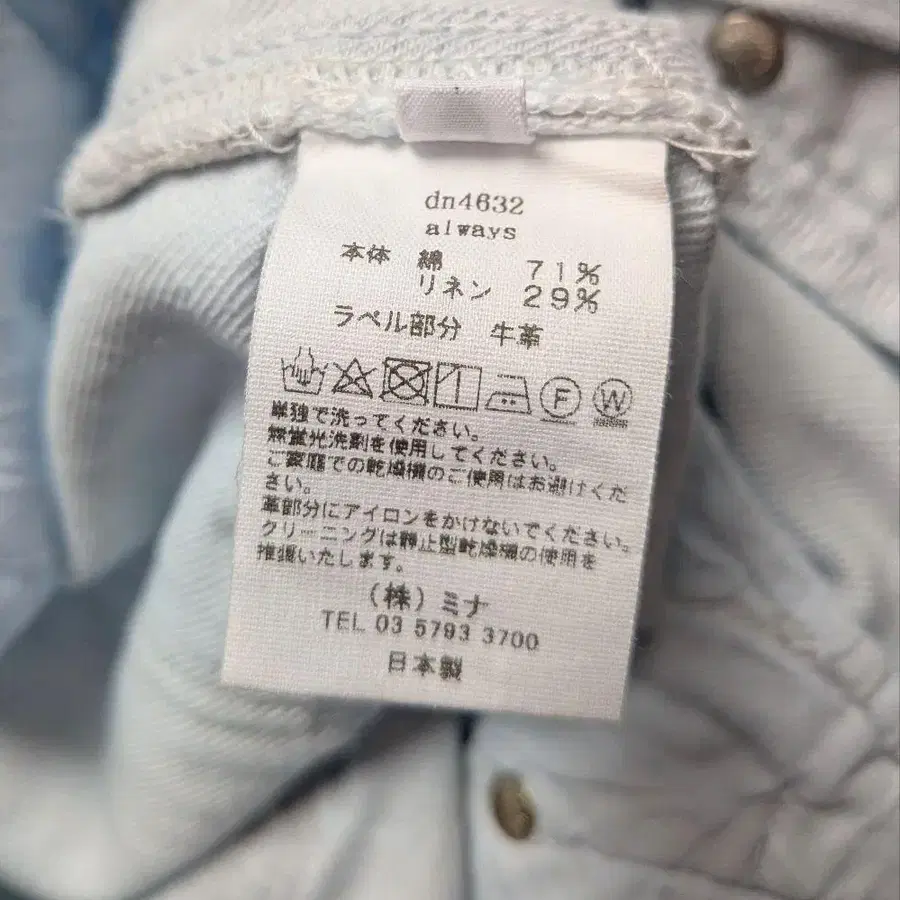 dn4632
always
本体 綿 71%
リネン 29%
ラベル部分 牛革
F W
単独で洗ってください。
無蛍光洗剤を使用してください。
ご家庭での乾燥機のご使用はお避けくだ
さい。
革部分にアイロンをかけないでください。
クリーニングは静止型乾燥機の使用を
推奨いたします。
(株)ミナ
TEL 03 5793 3700
日本製